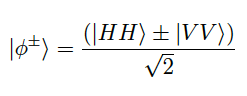 |ϕ±⟩ = (|HH⟩ ± |VV⟩) / √2